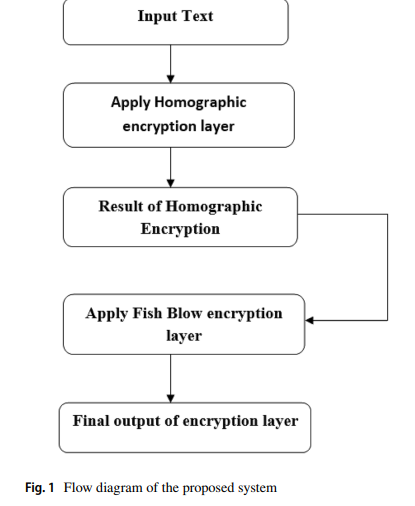 Input Text
Apply Homographic
encryption layer
Result of Homographic
Encryption
Apply Fish Blow encryption
layer
Final output of encryption layer
Fig. 1 Flow diagram of the proposed system